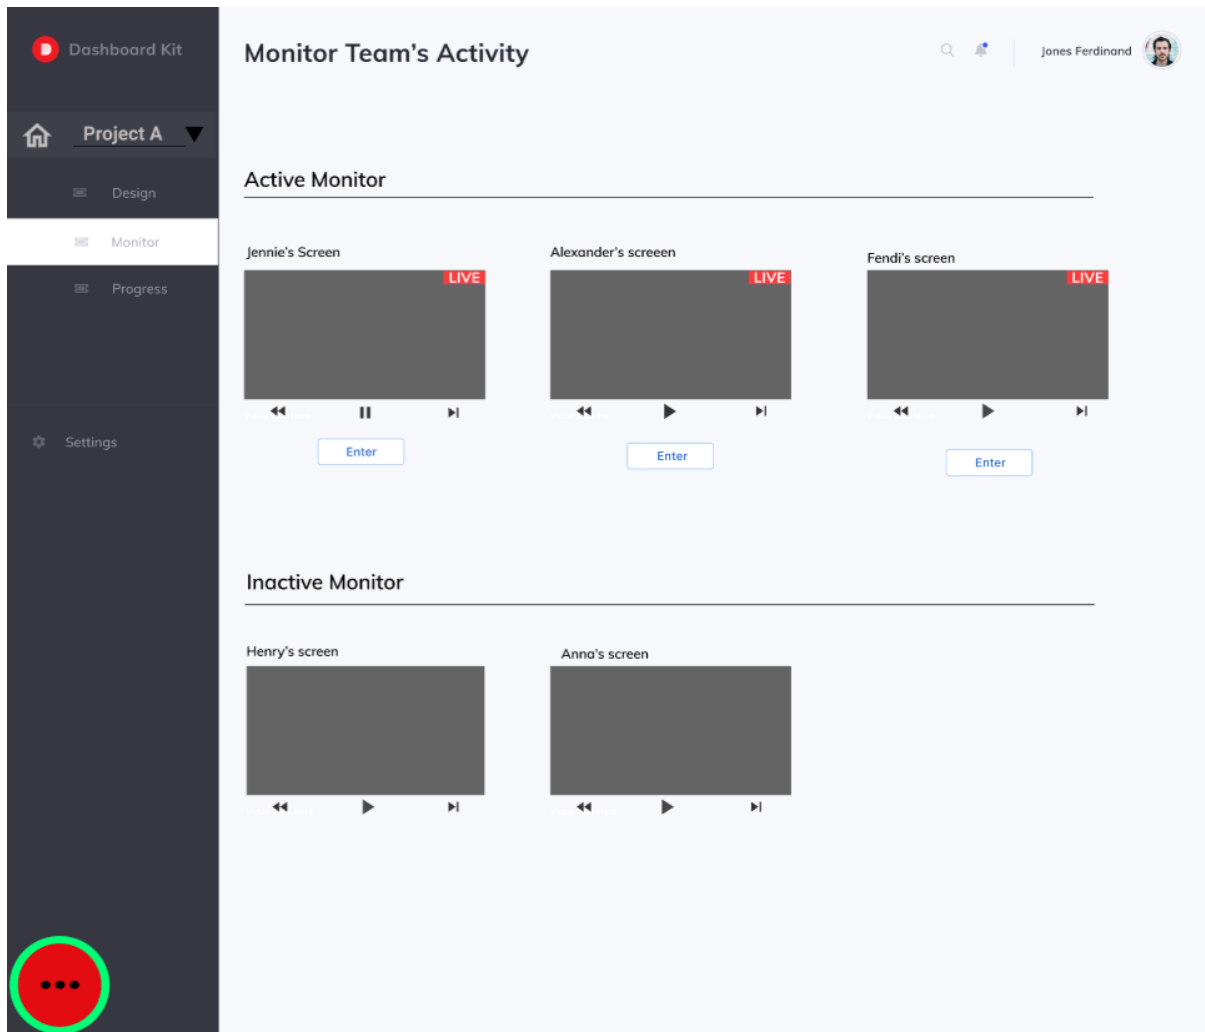 Dashboard Kit
Monitor Team's Activity
Jones Ferdinand
Project A
Design
Monitor
Progress
Settings
Active Monitor
Jennie's Screen
Alexander's screeen
Fendi's screen
LIVE
LIVE
LIVE
Enter
Enter
Enter
Inactive Monitor
Henry's screen
Anna's screen